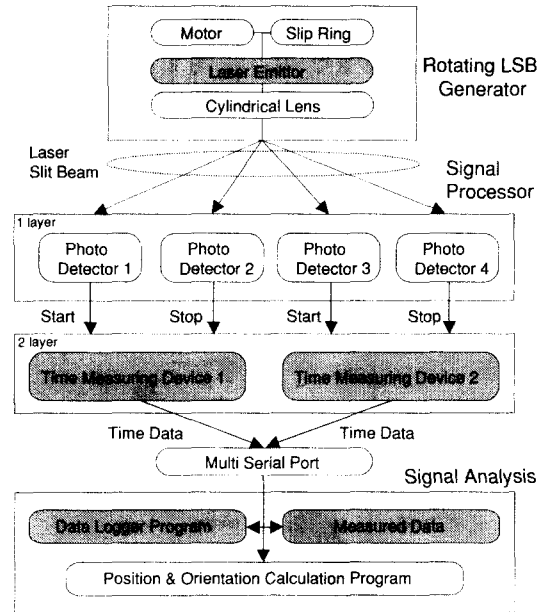 Motor
Slip Ring
Laser Emittor
Cylindrical Lens
Rotating LSB
Generator
Laser
Slit Beam
Signal
Processor
1 layer
Photo
Detector 1
Photo
Detector 2
Photo
Detector 3
Photo
Detector 4
Start
Stop
Start
Stop
2 layer
Time Measuring Device 1
Time Measuring Device 2
Time Data
Time Data
Multi Serial Port
Signal Analysis
Data Logger Program
Measured Data
Position & Orientation Calculation Program